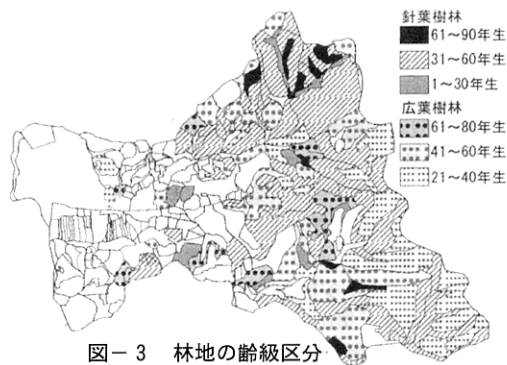 針葉樹林
61~90年生
31~60年生
1~30年生
広葉樹林
61~80年生
41~60年生
21~40年生
図-3 林地の齢級区分